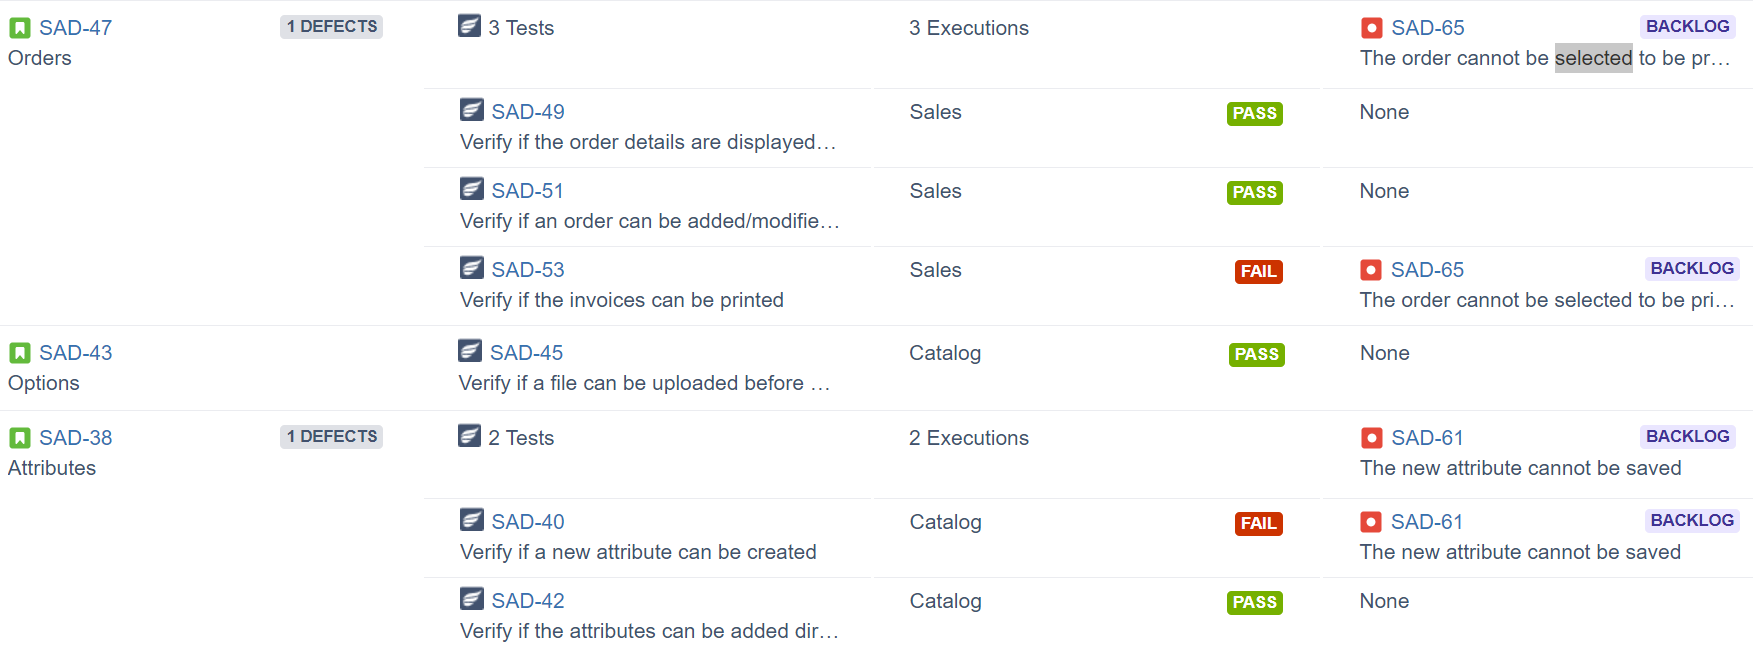 SAD-47 1 DEFECTS 3 Tests 3 Executions SAD-65 BACKLOG
Orders The order cannot be selected to be pr…
SAD-49 Sales PASS None
Verify if the order details are displayed…
SAD-51 Sales PASS None
Verify if an order can be added/modifie…
SAD-53 Sales FAIL SAD-65 BACKLOG
Verify if the invoices can be printed The order cannot be selected to be pri…
SAD-43 SAD-45 Catalog PASS None
Options Verify if a file can be uploaded before …
SAD-38 1 DEFECTS 2 Tests 2 Executions SAD-61 BACKLOG
Attributes The new attribute cannot be saved
SAD-40 Catalog FAIL SAD-61 BACKLOG
Verify if a new attribute can be created The new attribute cannot be saved
SAD-42 Catalog PASS None
Verify if the attributes can be added dir…